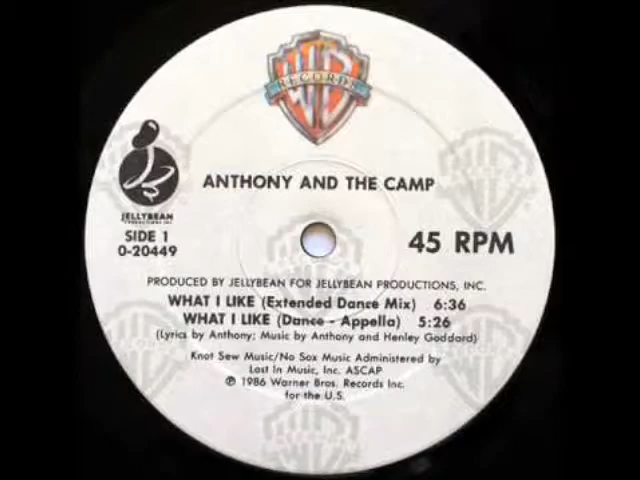 RECORDS
ANTHONY AND THE CAMP
JELLYBEAN
PRODUCTIONS INC.
SIDE 1
0-20449
45 RPM
PRODUCED BY JELLYBEAN FOR JELLYBEAN PRODUCTIONS, INC.
WHAT I LIKE (Extended Dance Mix) 6:36
WHAT I LIKE (Dance - Appella) 5:26
(Lyrics by Anthony; Music by Anthony and Henley Goddard)
Knot Sew Music/No Sox Music Administered by
Lost In Music, Inc. ASCAP
℗ 1986 Warner Bros. Records Inc.
for the U.S.